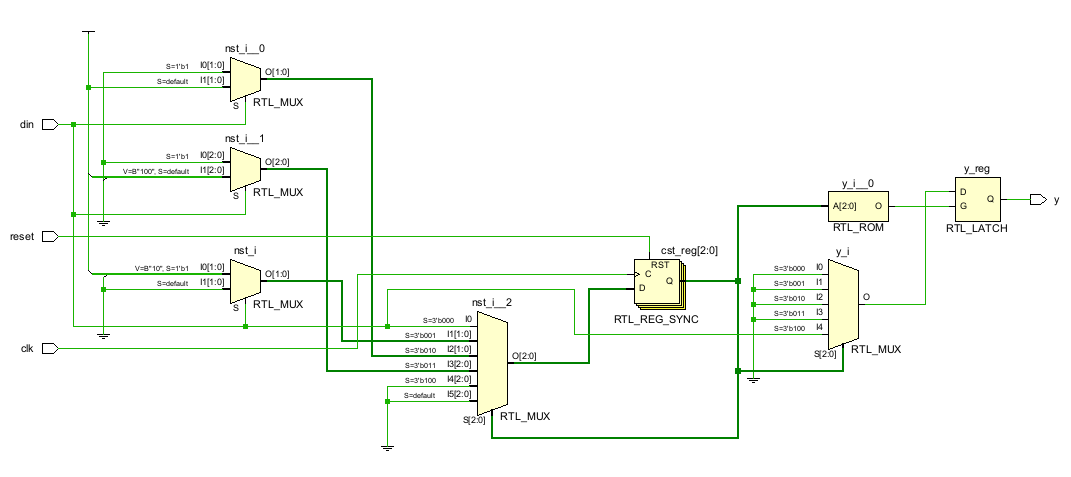 nst_i__0
S=1'b1 I0[1:0]
S=default I1[1:0]
O[1:0]
S
RTL_MUX
din
nst_i__1
S=1'b1 I0[2:0]
V=B"100", S=default I1[2:0]
O[2:0]
S
RTL_MUX
reset
nst_i
V=B"10", S=1'b1 I0[1:0]
S=default I1[1:0]
O[1:0]
S
RTL_MUX
clk
nst_i__2
S=3'b000 I0
S=3'b001 I1[1:0]
S=3'b010 I2[1:0]
S=3'b011 I3[2:0]
S=3'b100 I4[2:0]
S=default I5[2:0]
O[2:0]
S[2:0]
RTL_MUX
cst_reg[2:0]
RST
C
D
Q
RTL_REG_SYNC
y_i__0
A[2:0] O
RTL_ROM
y_i
S=3'b000 I0
S=3'b001 I1
S=3'b010 I2
S=3'b011 I3
S=3'b100 I4
O
S[2:0]
RTL_MUX
y_reg
D
G
Q
RTL_LATCH
y